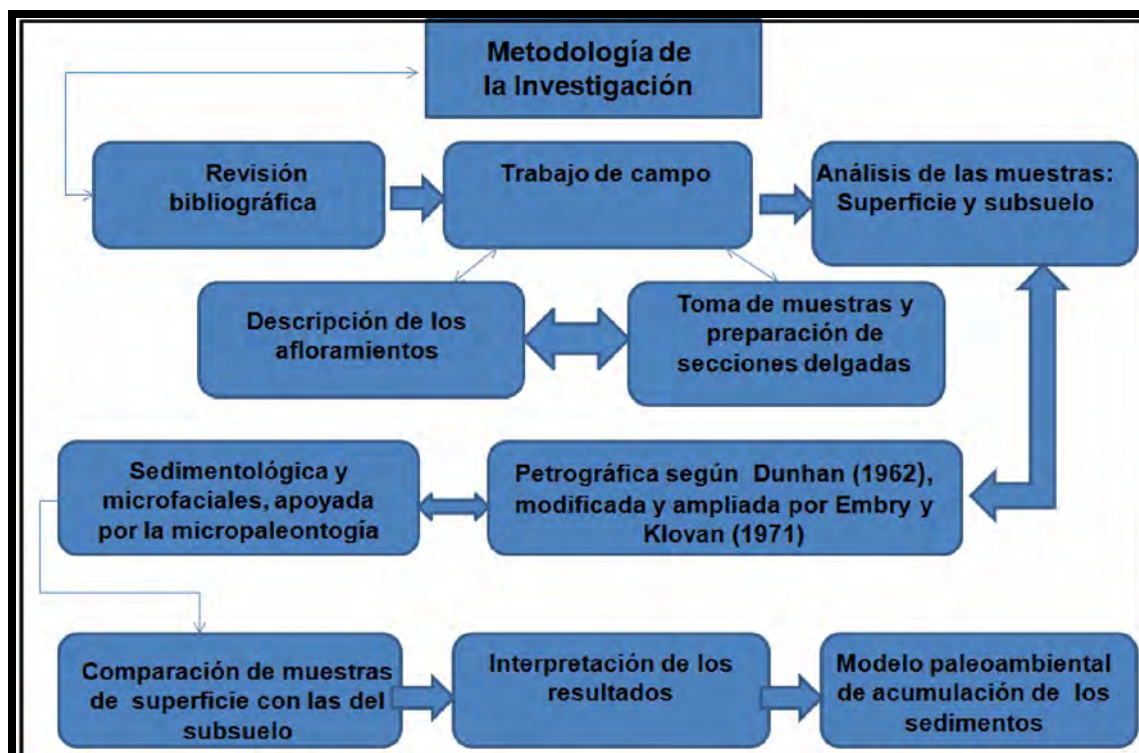 Metodología de
la Investigación
Revisión
bibliográfica
Trabajo de campo
Análisis de las muestras:
Superficie y subsuelo
Descripción de los
afloramientos
Toma de muestras y
preparación de
secciones delgadas
Sedimentológica y
microfaciales, apoyada
por la micropaleontogía
Petrográfica según Dunhan (1962),
modificada y ampliada por Embry y
Klovan (1971)
Comparación de muestras
de superficie con las del
subsuelo
Interpretación de los
resultados
Modelo paleoambiental
de acumulación de los
sedimentos